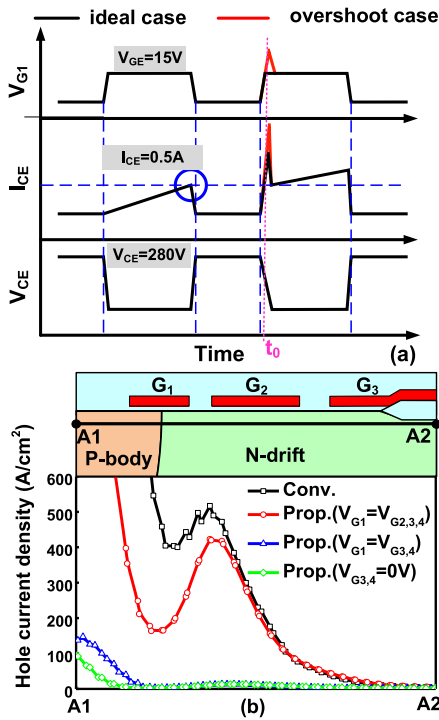 ideal case overshoot case
V_G1
V_GE=15V
I_CE
I_CE=0.5A
V_CE
V_CE=280V
t_0
Time (a)
G_1 G_2 G_3
A1 A2
P-body N-drift
Hole current density (A/cm²)
600
500
400
300
200
100
0
Conv.
Prop.(V_G1=V_G2,3,4)
Prop.(V_G1=V_G3,4)
Prop.(V_G3,4=0V)
A1 (b) A2